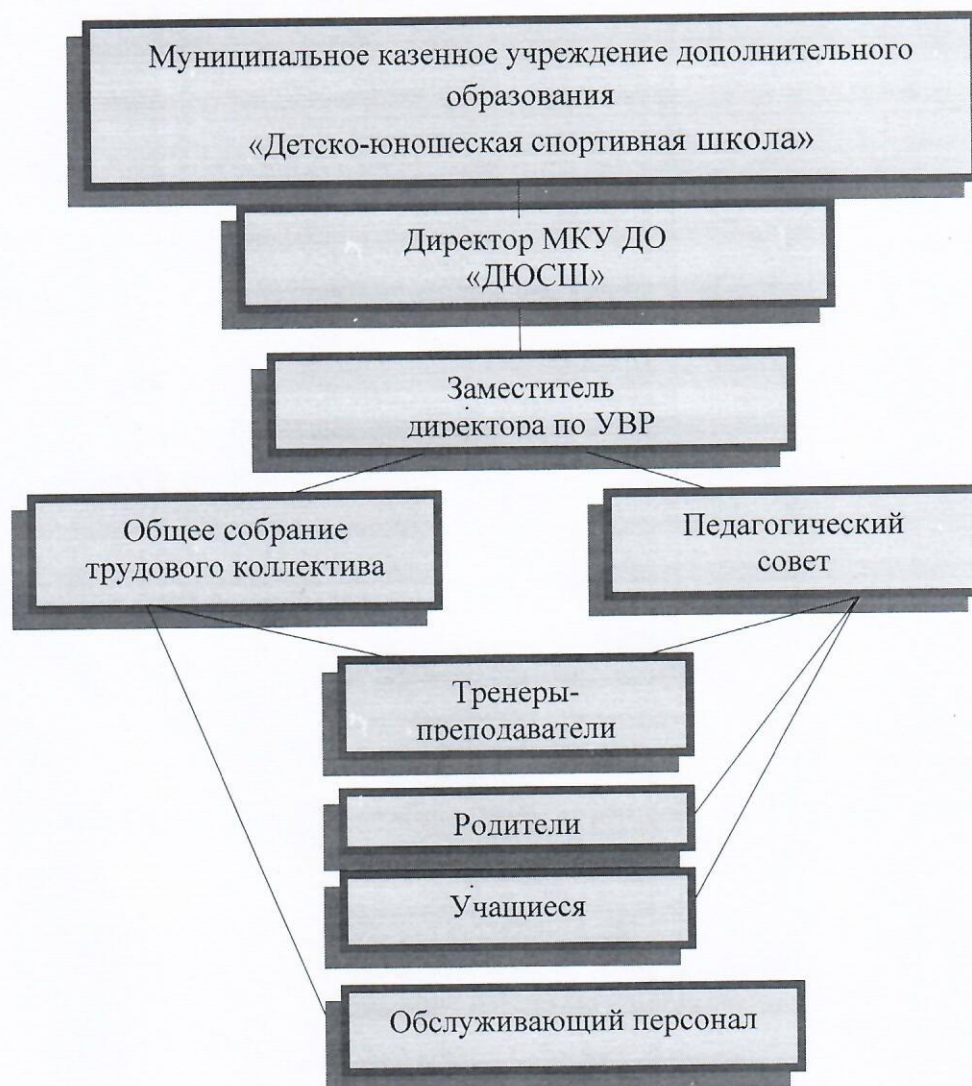 Муниципальное казенное учреждение дополнительного
образования
«Детско-юношеская спортивная школа»
Директор МКУ ДО
«ДЮСШ»
Заместитель
директора по УВР
Общее собрание
трудового коллектива
Педагогический
совет
Тренеры-
преподаватели
Родители
Учащиеся
Обслуживающий персонал